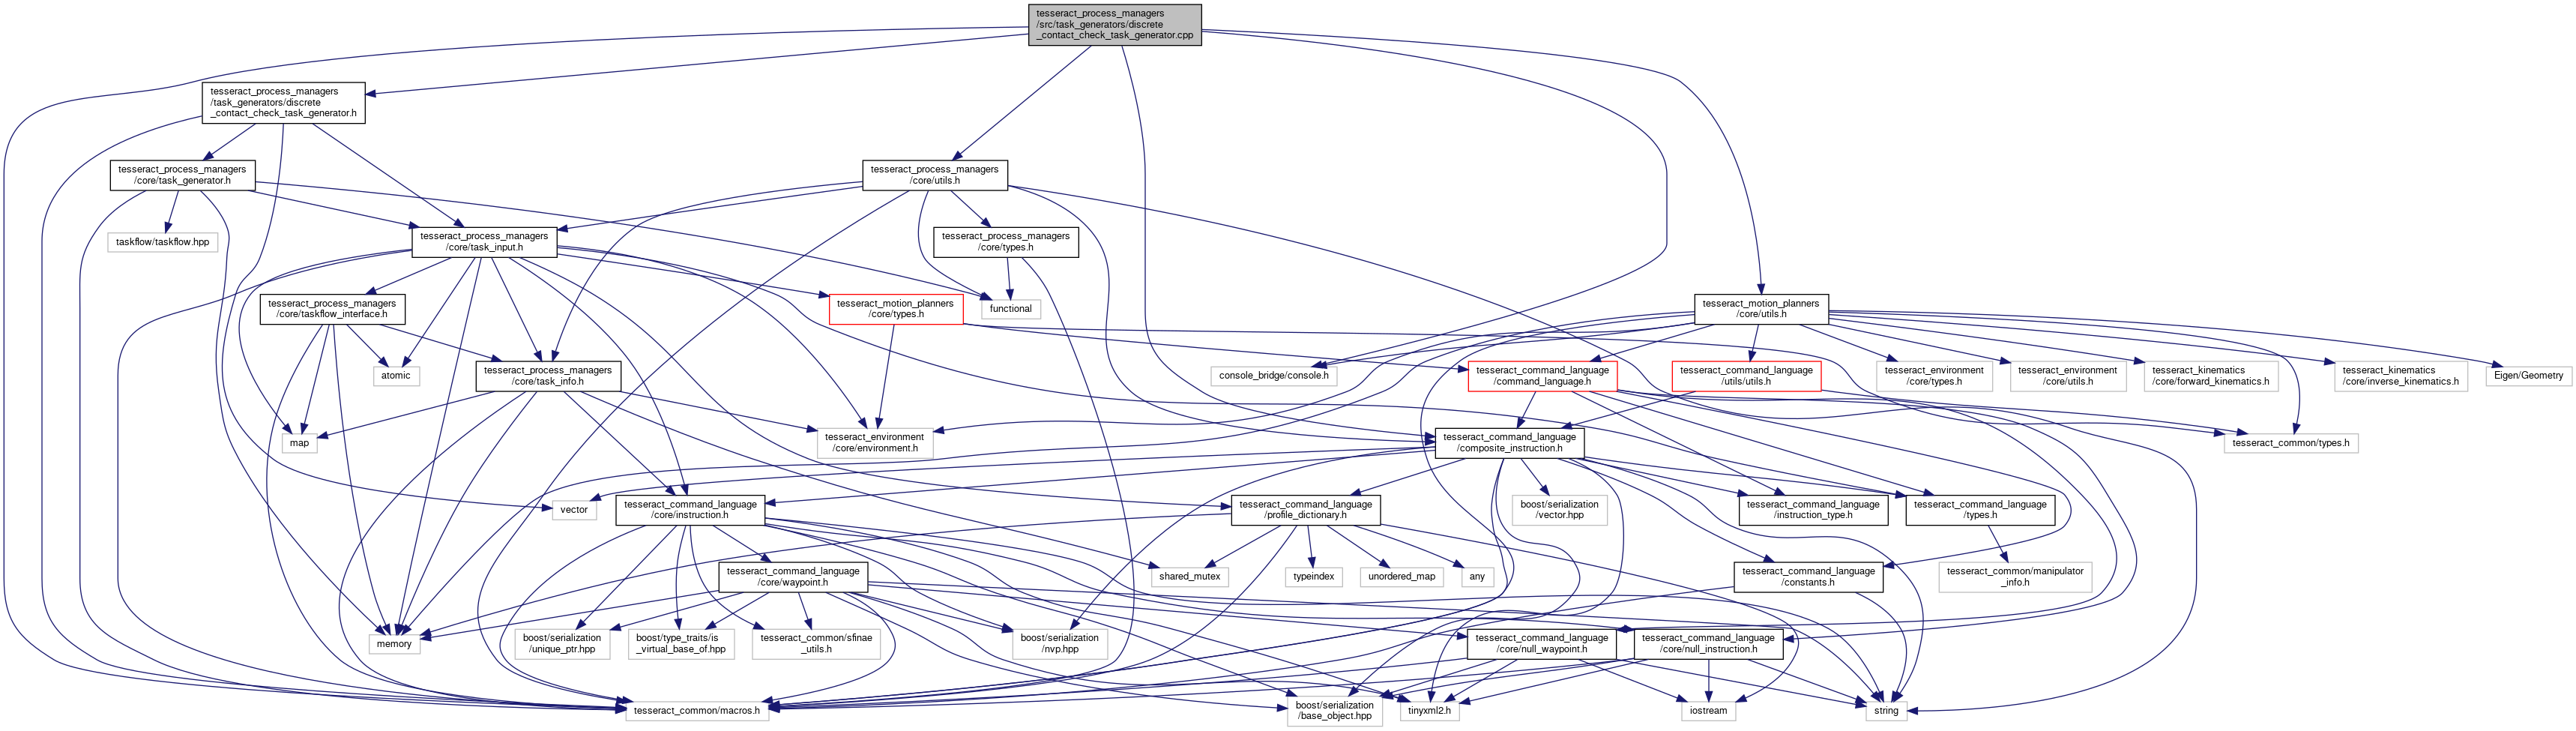 tesseract_process_managers
/src/task_generators/discrete
_contact_check_task_generator.cpp
tesseract_process_managers
/task_generators/discrete
_contact_check_task_generator.h
tesseract_process_managers
/core/task_generator.h
tesseract_process_managers
/core/utils.h
taskflow/taskflow.hpp
tesseract_process_managers
/core/task_input.h
tesseract_process_managers
/core/types.h
tesseract_process_managers
/core/taskflow_interface.h
tesseract_motion_planners
/core/types.h
functional
tesseract_motion_planners
/core/utils.h
atomic
tesseract_process_managers
/core/task_info.h
console_bridge/console.h
tesseract_command_language
/command_language.h
tesseract_command_language
/utils/utils.h
tesseract_environment
/core/types.h
tesseract_environment
/core/utils.h
tesseract_kinematics
/core/forward_kinematics.h
tesseract_kinematics
/core/inverse_kinematics.h
Eigen/Geometry
map
tesseract_environment
/core/environment.h
tesseract_command_language
/composite_instruction.h
tesseract_common/types.h
vector
tesseract_command_language
/core/instruction.h
tesseract_command_language
/profile_dictionary.h
boost/serialization
/vector.hpp
tesseract_command_language
/instruction_type.h
tesseract_command_language
/types.h
tesseract_command_language
/core/waypoint.h
shared_mutex
typeindex
unordered_map
any
tesseract_command_language
/constants.h
tesseract_common/manipulator
_info.h
memory
boost/serialization
/unique_ptr.hpp
boost/type_traits/is
_virtual_base_of.hpp
tesseract_common/sfinae
_utils.h
boost/serialization
/nvp.hpp
tesseract_command_language
/core/null_waypoint.h
tesseract_command_language
/core/null_instruction.h
tesseract_common/macros.h
boost/serialization
/base_object.hpp
tinyxml2.h
iostream
string